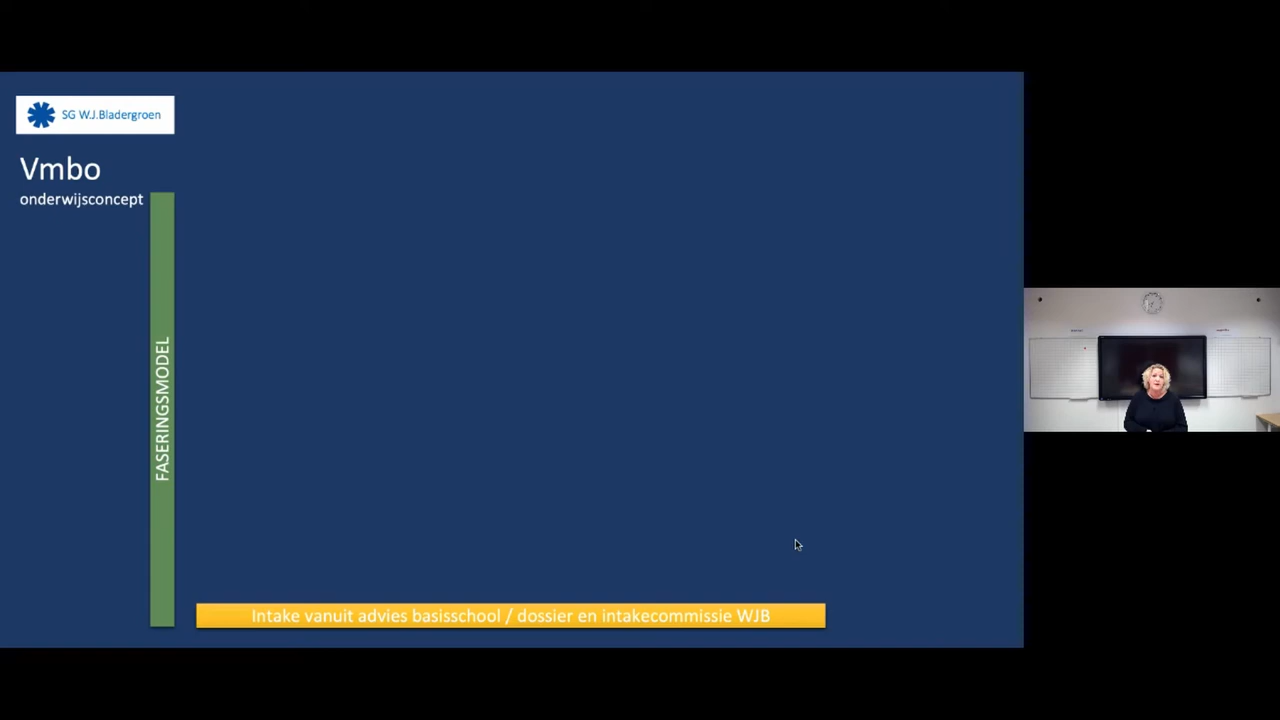 SG W.J.Bladergroen
Vmbo
onderwijsconcept
FASERINGSMODEL
Intake vanuit advies basisschool / dossier en intakecommissie WJB